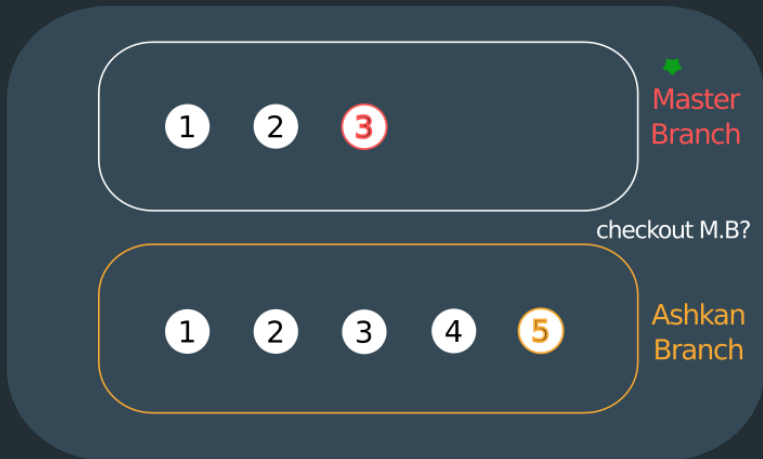 1 2 3
Master
Branch
checkout M.B?
1 2 3 4 5
Ashkan
Branch